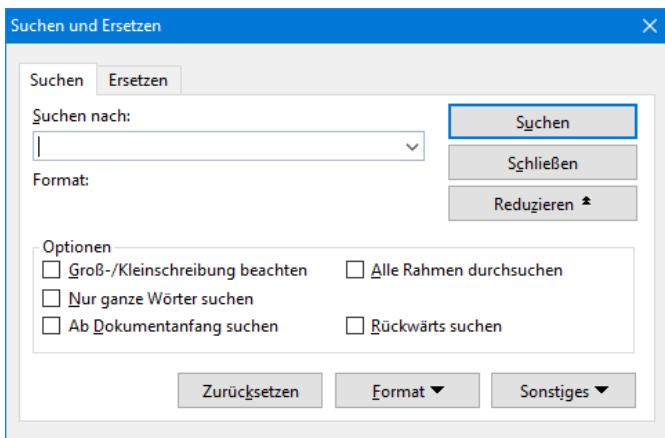 Suchen und Ersetzen
Suchen Ersetzen
Suchen nach:
Suchen
Schließen
Format:
Reduzieren
Optionen
Groß-/Kleinschreibung beachten Alle Rahmen durchsuchen
Nur ganze Wörter suchen
Ab Dokumentanfang suchen Rückwärts suchen
Zurücksetzen Format Sonstiges